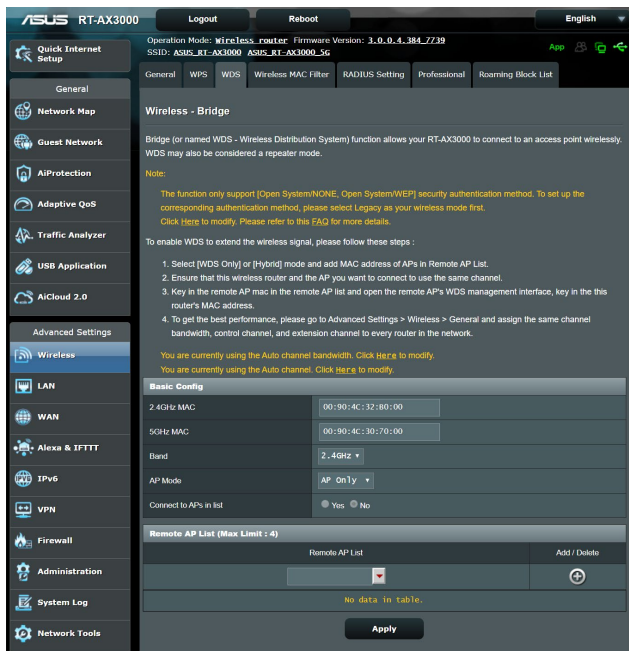 ASUS RT-AX3000
Logout
Reboot
English
Quick Internet
Setup
Operation Mode: Wireless router Firmware Version: 3.0.0.4.384_7739
SSID: ASUS_RT-AX3000 ASUS_RT-AX3000_5G
App
General WPS WDS Wireless MAC Filter RADIUS Setting Professional Roaming Block List
General
Network Map
Guest Network
AiProtection
Adaptive QoS
Traffic Analyzer
USB Application
AiCloud 2.0
Advanced Settings
Wireless
LAN
WAN
Alexa & IFTTT
IPv6
VPN
Firewall
Administration
System Log
Network Tools
Wireless - Bridge
Bridge (or named WDS - Wireless Distribution System) function allows your RT-AX3000 to connect to an access point wirelessly.
WDS may also be considered a repeater mode.
Note:
The function only support [Open System/NONE, Open System/WEP] security authentication method. To set up the
corresponding authentication method, please select Legacy as your wireless mode
first.
Click Here to modify. Please refer to this FAQ for more details.
To enable WDS to extend the wireless signal, please follow these steps :
1. Select [WDS Only] or [Hybrid] mode and add MAC address of APs in Remote AP List.
2. Ensure that this wireless router and the AP you want to connect to use the same channel.
3. Key in the remote AP mac in the remote AP list and open the remote AP's WDS management interface, key in the this
router's MAC address.
4. To get the best performance, please go to Advanced Settings > Wireless > General and assign the same channel
bandwidth, control channel, and extension channel to every router in the network.
You are currently using the Auto channel bandwidth. Click Here to modify.
You are currently using the Auto channel. Click Here to modify.
Basic Config
2.4GHz MAC 00:90:4C:32:B0:00
5GHz MAC 00:90:4C:30:70:00
Band 2.4GHz
AP Mode AP Only
Connect to APs in list Yes No
Remote AP List (Max Limit : 4)
Remote AP List Add / Delete
No data in table.
Apply